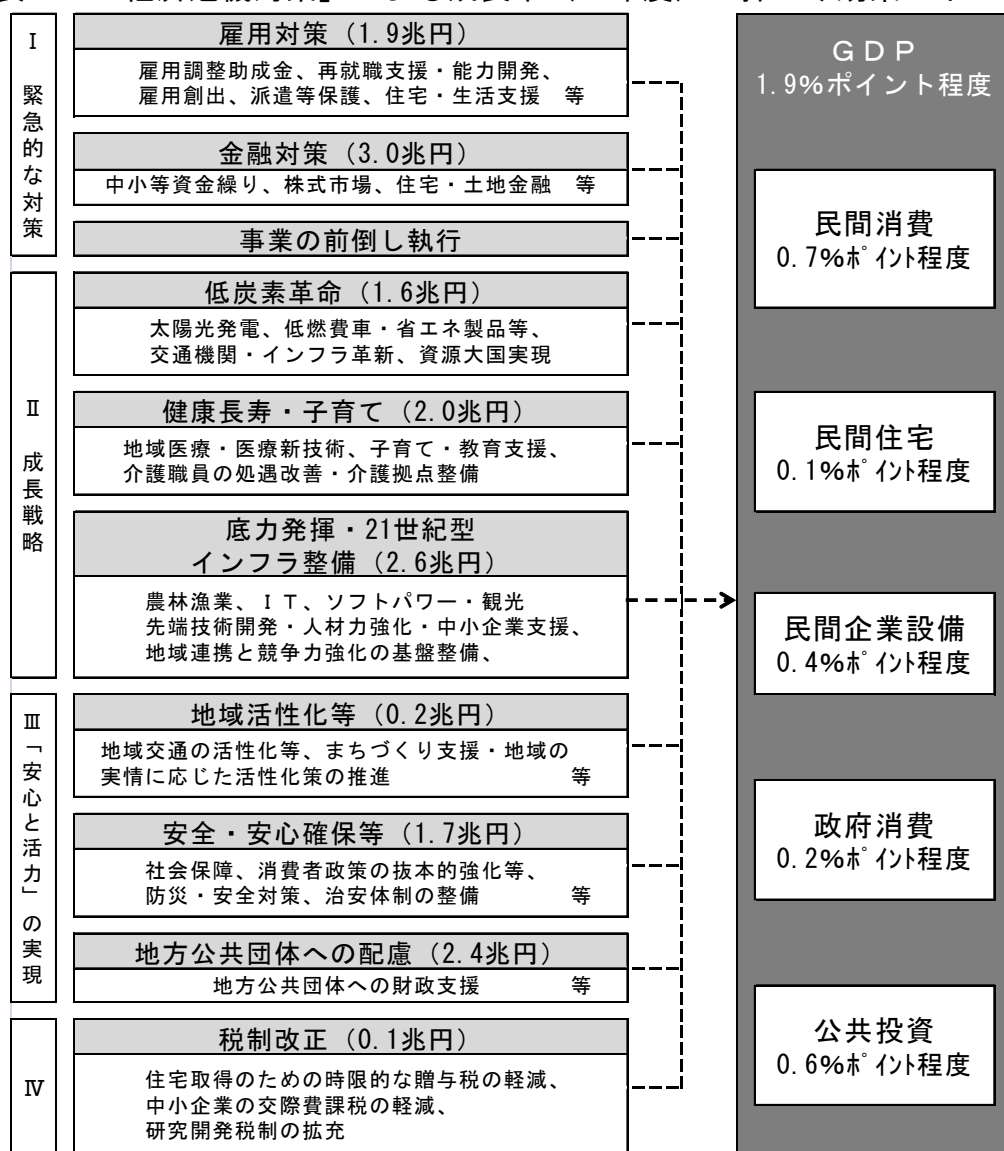 Ⅰ 緊急的な対策
雇用対策（1.9兆円）
雇用調整助成金、再就職支援・能力開発、
雇用創出、派遣等保護、住宅・生活支援　等
金融対策（3.0兆円）
中小等資金繰り、株式市場、住宅・土地金融　等
事業の前倒し執行
Ⅱ 成長戦略
低炭素革命（1.6兆円）
太陽光発電、低燃費車・省エネ製品等、
交通機関・インフラ革新、資源大国実現
健康長寿・子育て（2.0兆円）
地域医療・医療新技術、子育て・教育支援、
介護職員の処遇改善・介護拠点整備
底力発揮・21世紀型
インフラ整備（2.6兆円）
農林漁業、ＩＴ、ソフトパワー・観光
先端技術開発・人材力強化・中小企業支援、
地域連携と競争力強化の基盤整備、
Ⅲ 「安心と活力」の実現
地域活性化等（0.2兆円）
地域交通の活性化等、まちづくり支援・地域の
実情に応じた活性化策の推進　等
安全・安心確保等（1.7兆円）
社会保障、消費者政策の抜本的強化等、
防災・安全対策、治安体制の整備　等
地方公共団体への配慮（2.4兆円）
地方公共団体への財政支援　等
Ⅳ
税制改正（0.1兆円）
住宅取得のための時限的な贈与税の軽減、
中小企業の交際費課税の軽減、
研究開発税制の拡充
ＧＤＰ
1.9%ポイント程度
民間消費
0.7%ﾎﾟｲﾝﾄ程度
民間住宅
0.1%ﾎﾟｲﾝﾄ程度
民間企業設備
0.4%ﾎﾟｲﾝﾄ程度
政府消費
0.2%ﾎﾟｲﾝﾄ程度
公共投資
0.6%ﾎﾟｲﾝﾄ程度